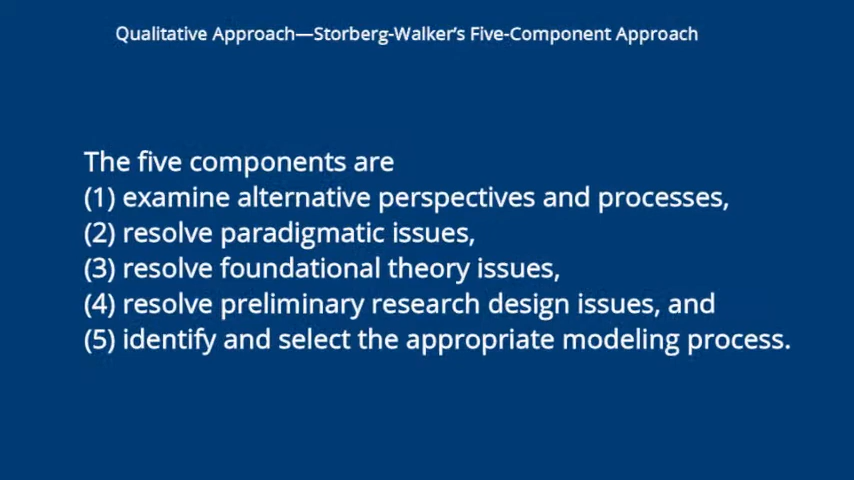 Qualitative Approach—Storberg-Walker's Five-Component Approach
The five components are
(1) examine alternative perspectives and processes,
(2) resolve paradigmatic issues,
(3) resolve foundational theory issues,
(4) resolve preliminary research design issues, and
(5) identify and select the appropriate modeling process.